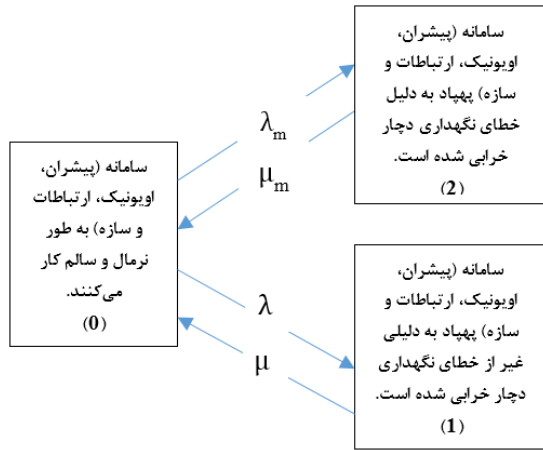 سامانه (پیشران،
اویونیک، ارتباطات و
سازه) پهپاد به دلیل
خطای نگهداری دچار
خرابی شده است.
(2)
λm
μm
سامانه (پیشران،
اویونیک، ارتباطات
و سازه) به طور
نرمال و سالم کار
می‌کنند.
(0)
λ
μ
سامانه (پیشران،
اویونیک، ارتباطات و
سازه) پهپاد به دلیلی
غیر از خطای نگهداری
دچار خرابی شده است.
(1)